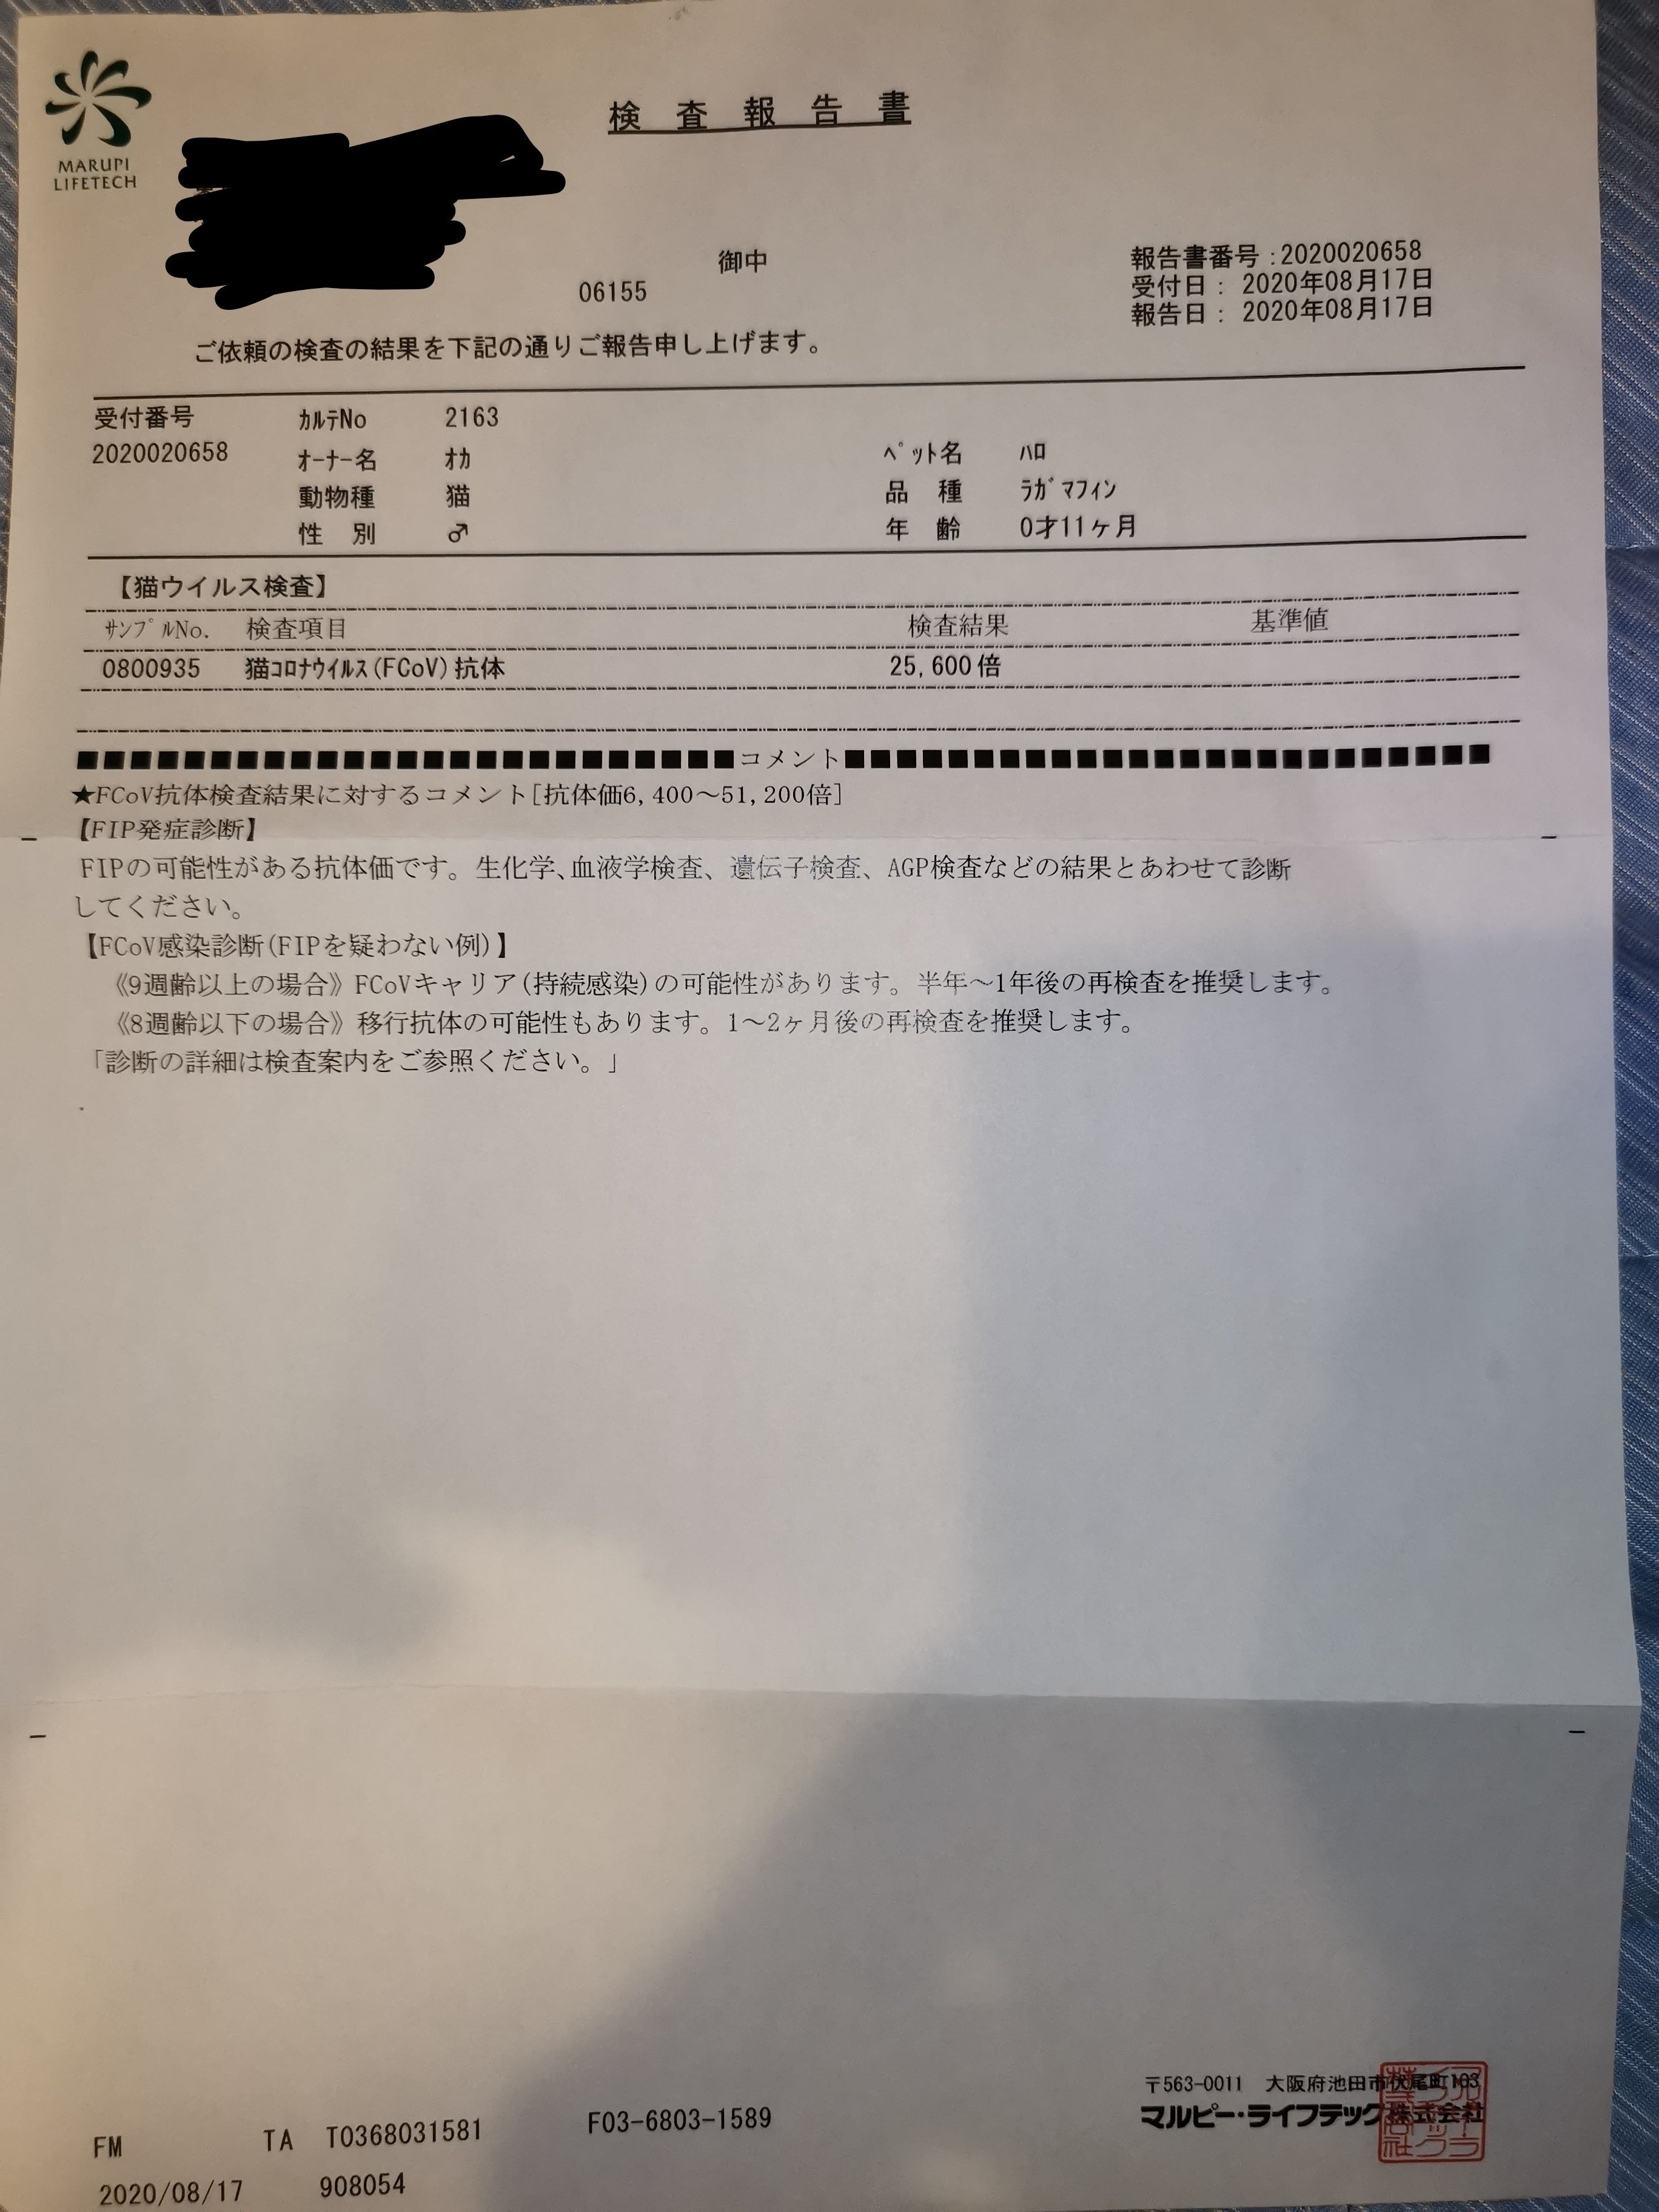 検査報告書
MARUPI
LIFETECH
御中
06155
報告書番号:2020020658
受付日: 2020年08月17日
報告日: 2020年08月17日
ご依頼の検査の結果を下記の通りご報告申し上げます。
受付番号 ｶﾙﾃNo 2163
2020020658 ｵｰﾅｰ名 ｵｶ ﾍﾟｯﾄ名 ﾊﾛ
動物種 猫 品種 ﾗｶﾞﾏﾌｨﾝ
性別 ♂ 年齢 0才11ヶ月
【猫ウイルス検査】
ｻﾝﾌﾟﾙNo. 検査項目 検査結果 基準値
0800935 猫ｺﾛﾅｳｲﾙｽ(FCoV)抗体 25,600倍
■■■■■■■■■■■■■■■■■■■■■■■■■コメント■■■■■■■■■■■■■■■■■■■■■■■■■
★FCoV抗体検査結果に対するコメント[抗体価6,400～51,200倍]
【FIP発症診断】
FIPの可能性がある抗体価です。生化学、血液学検査、遺伝子検査、AGP検査などの結果とあわせて診断
してください。
【FCoV感染診断(FIPを疑わない例)】
《9週齢以上の場合》FCoVキャリア(持続感染)の可能性があります。半年～1年後の再検査を推奨します。
《8週齢以下の場合》移行抗体の可能性もあります。1～2ヶ月後の再検査を推奨します。
「診断の詳細は検査案内をご参照ください。」
〒563-0011 大阪府池田市伏尾町103
マルピー・ライフテック株式会社
FM TA T0368031581 F03-6803-1589
2020/08/17 908054